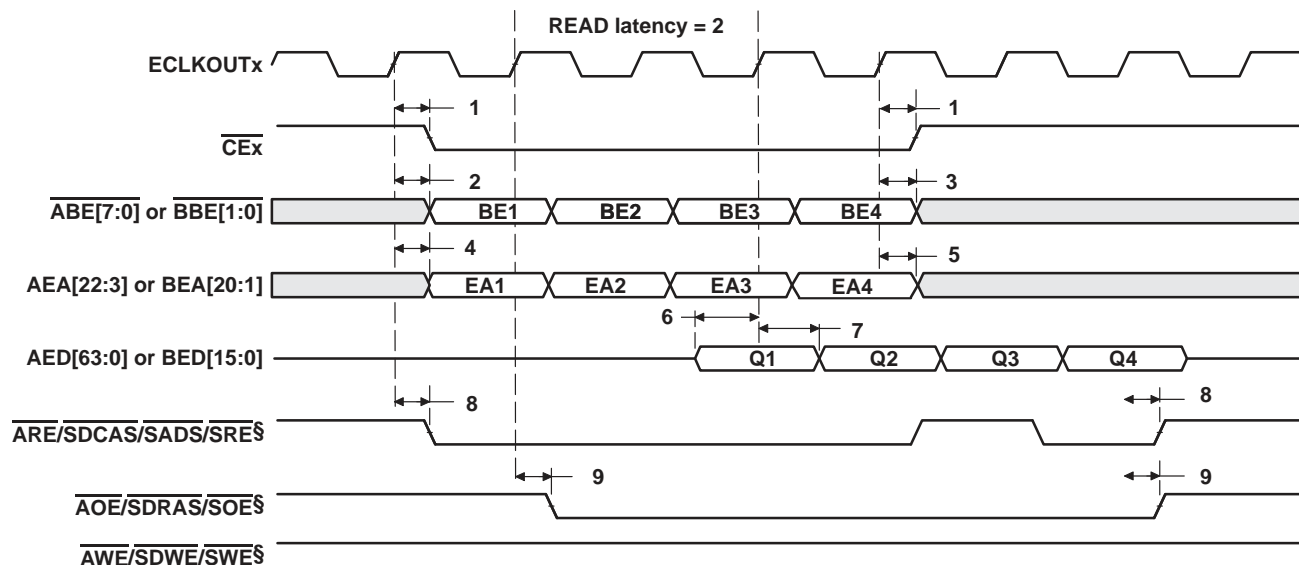 READ latency = 2
ECLKOUTx
1 1
CEx
2 3
ABE[7:0] or BBE[1:0] BE1 BE2 BE3 BE4
4 5
AEA[22:3] or BEA[20:1] EA1 EA2 EA3 EA4
6 7
AED[63:0] or BED[15:0] Q1 Q2 Q3 Q4
8 8
ARE/SDCAS/SADS/SRE§
9 9
AOE/SDRAS/SOE§
AWE/SDWE/SWE§